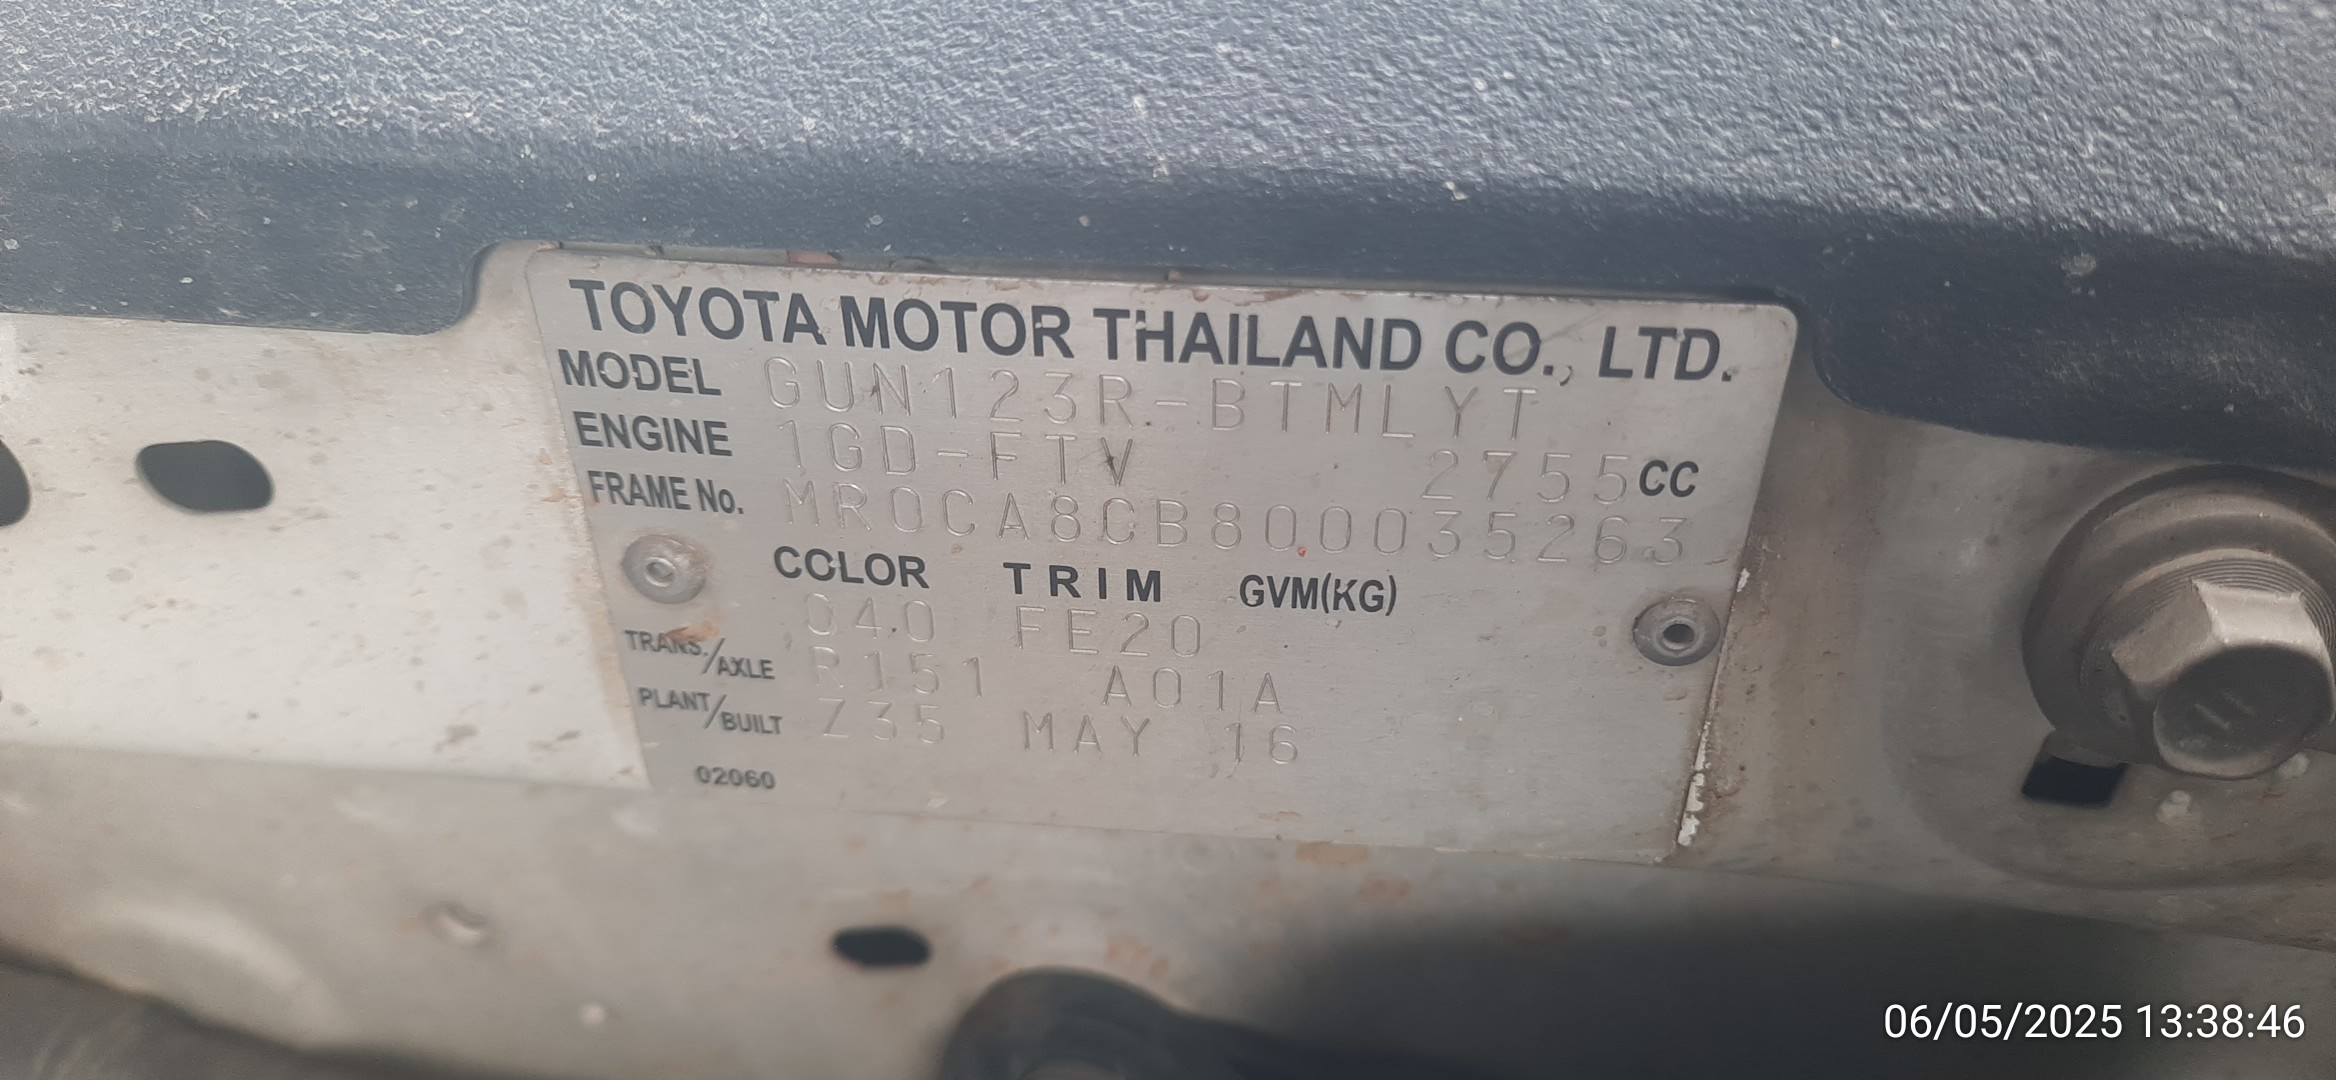 TOYOTA MOTOR THAILAND CO., LTD.
MODEL GUN123R-BTMLYT
ENGINE 1GD-FTV 2755CC
FRAME No. MR0CA8CB800035263
COLOR TRIM GVM(KG)
040 FE20
TRANS./AXLE R151 A01A
PLANT/BUILT Z35 MAY 16
02060
06/05/2025 13:38:46